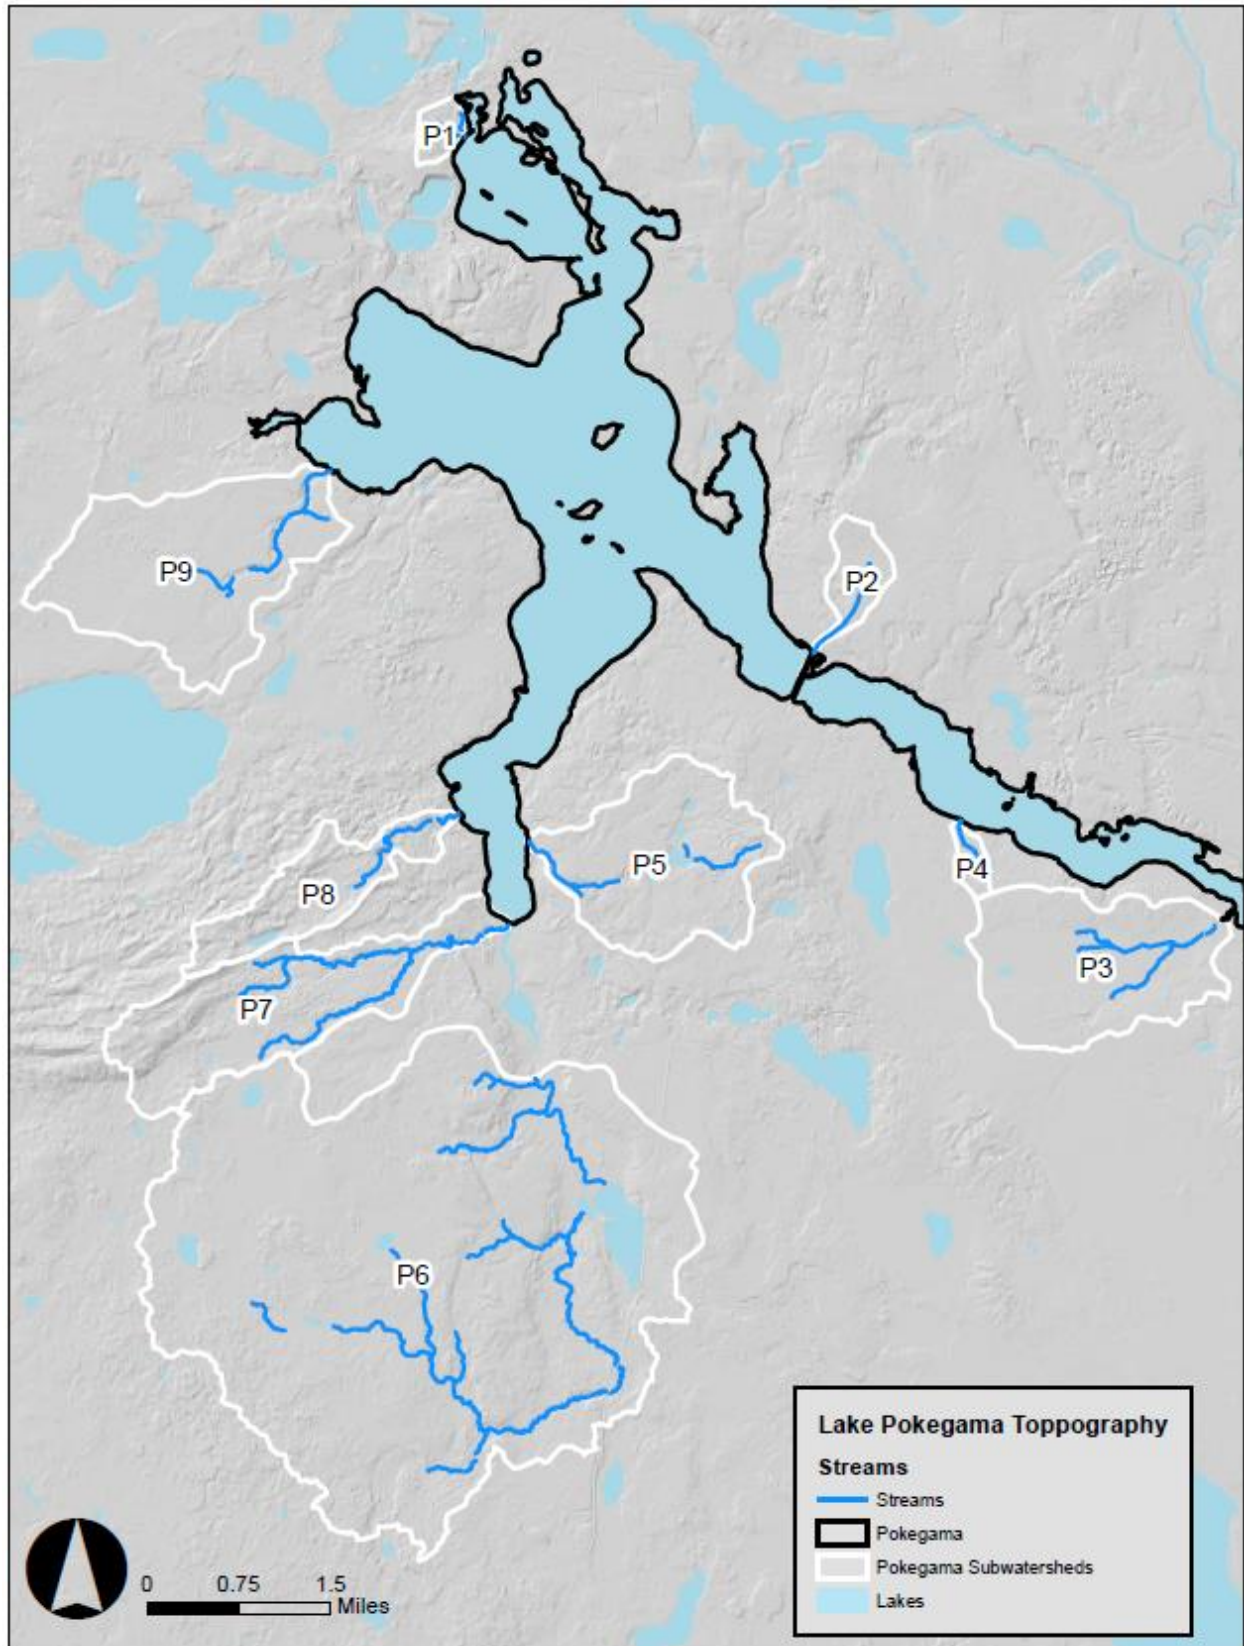 P1
P2
P9
P5
P4
P8
P3
P7
P6
Lake Pokegama Toppography
Streams
Streams
Pokegama
Pokegama Subwatersheds
Lakes
0 0.75 1.5
Miles